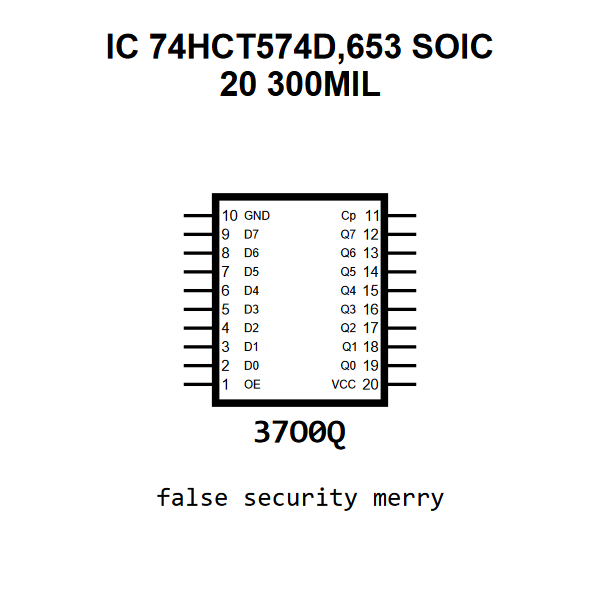 IC 74HCT574D,653 SOIC
20 300MIL
10 GND Cp 11
9 D7 Q7 12
8 D6 Q6 13
7 D5 Q5 14
6 D4 Q4 15
5 D3 Q3 16
4 D2 Q2 17
3 D1 Q1 18
2 D0 Q0 19
1 OE VCC 20
37O0Q
false security merry